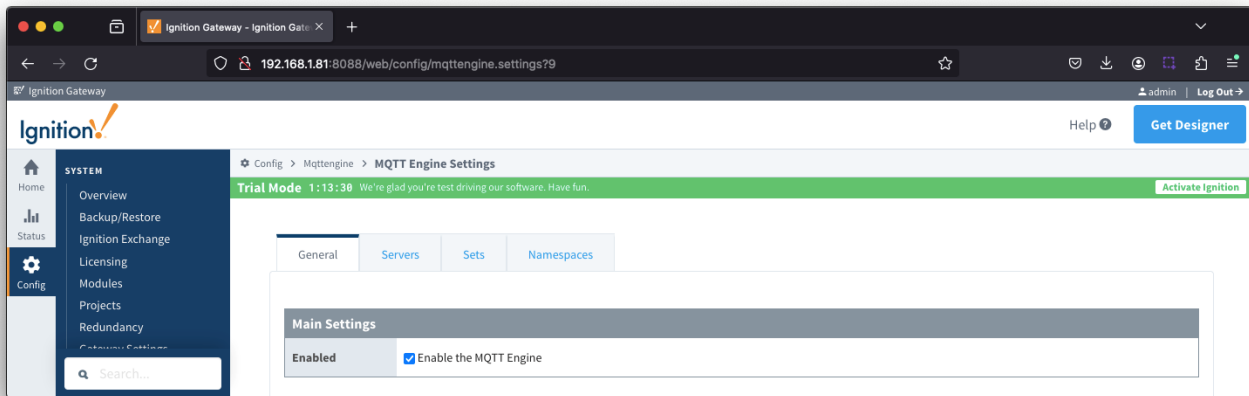 Ignition Gateway - Ignition Gate
192.168.1.81:8088/web/config/mqttengine.settings?9
Ignition Gateway
admin | Log Out
Ignition!
Help
Get Designer
Home
Status
Config
SYSTEM
Overview
Backup/Restore
Ignition Exchange
Licensing
Modules
Projects
Redundancy
Gateway Settings
Search...
Config > Mqttengine > MQTT Engine Settings
Trial Mode 1:13:30 We're glad you're test driving our software. Have fun.
Activate Ignition
General Servers Sets Namespaces
Main Settings
Enabled Enable the MQTT Engine